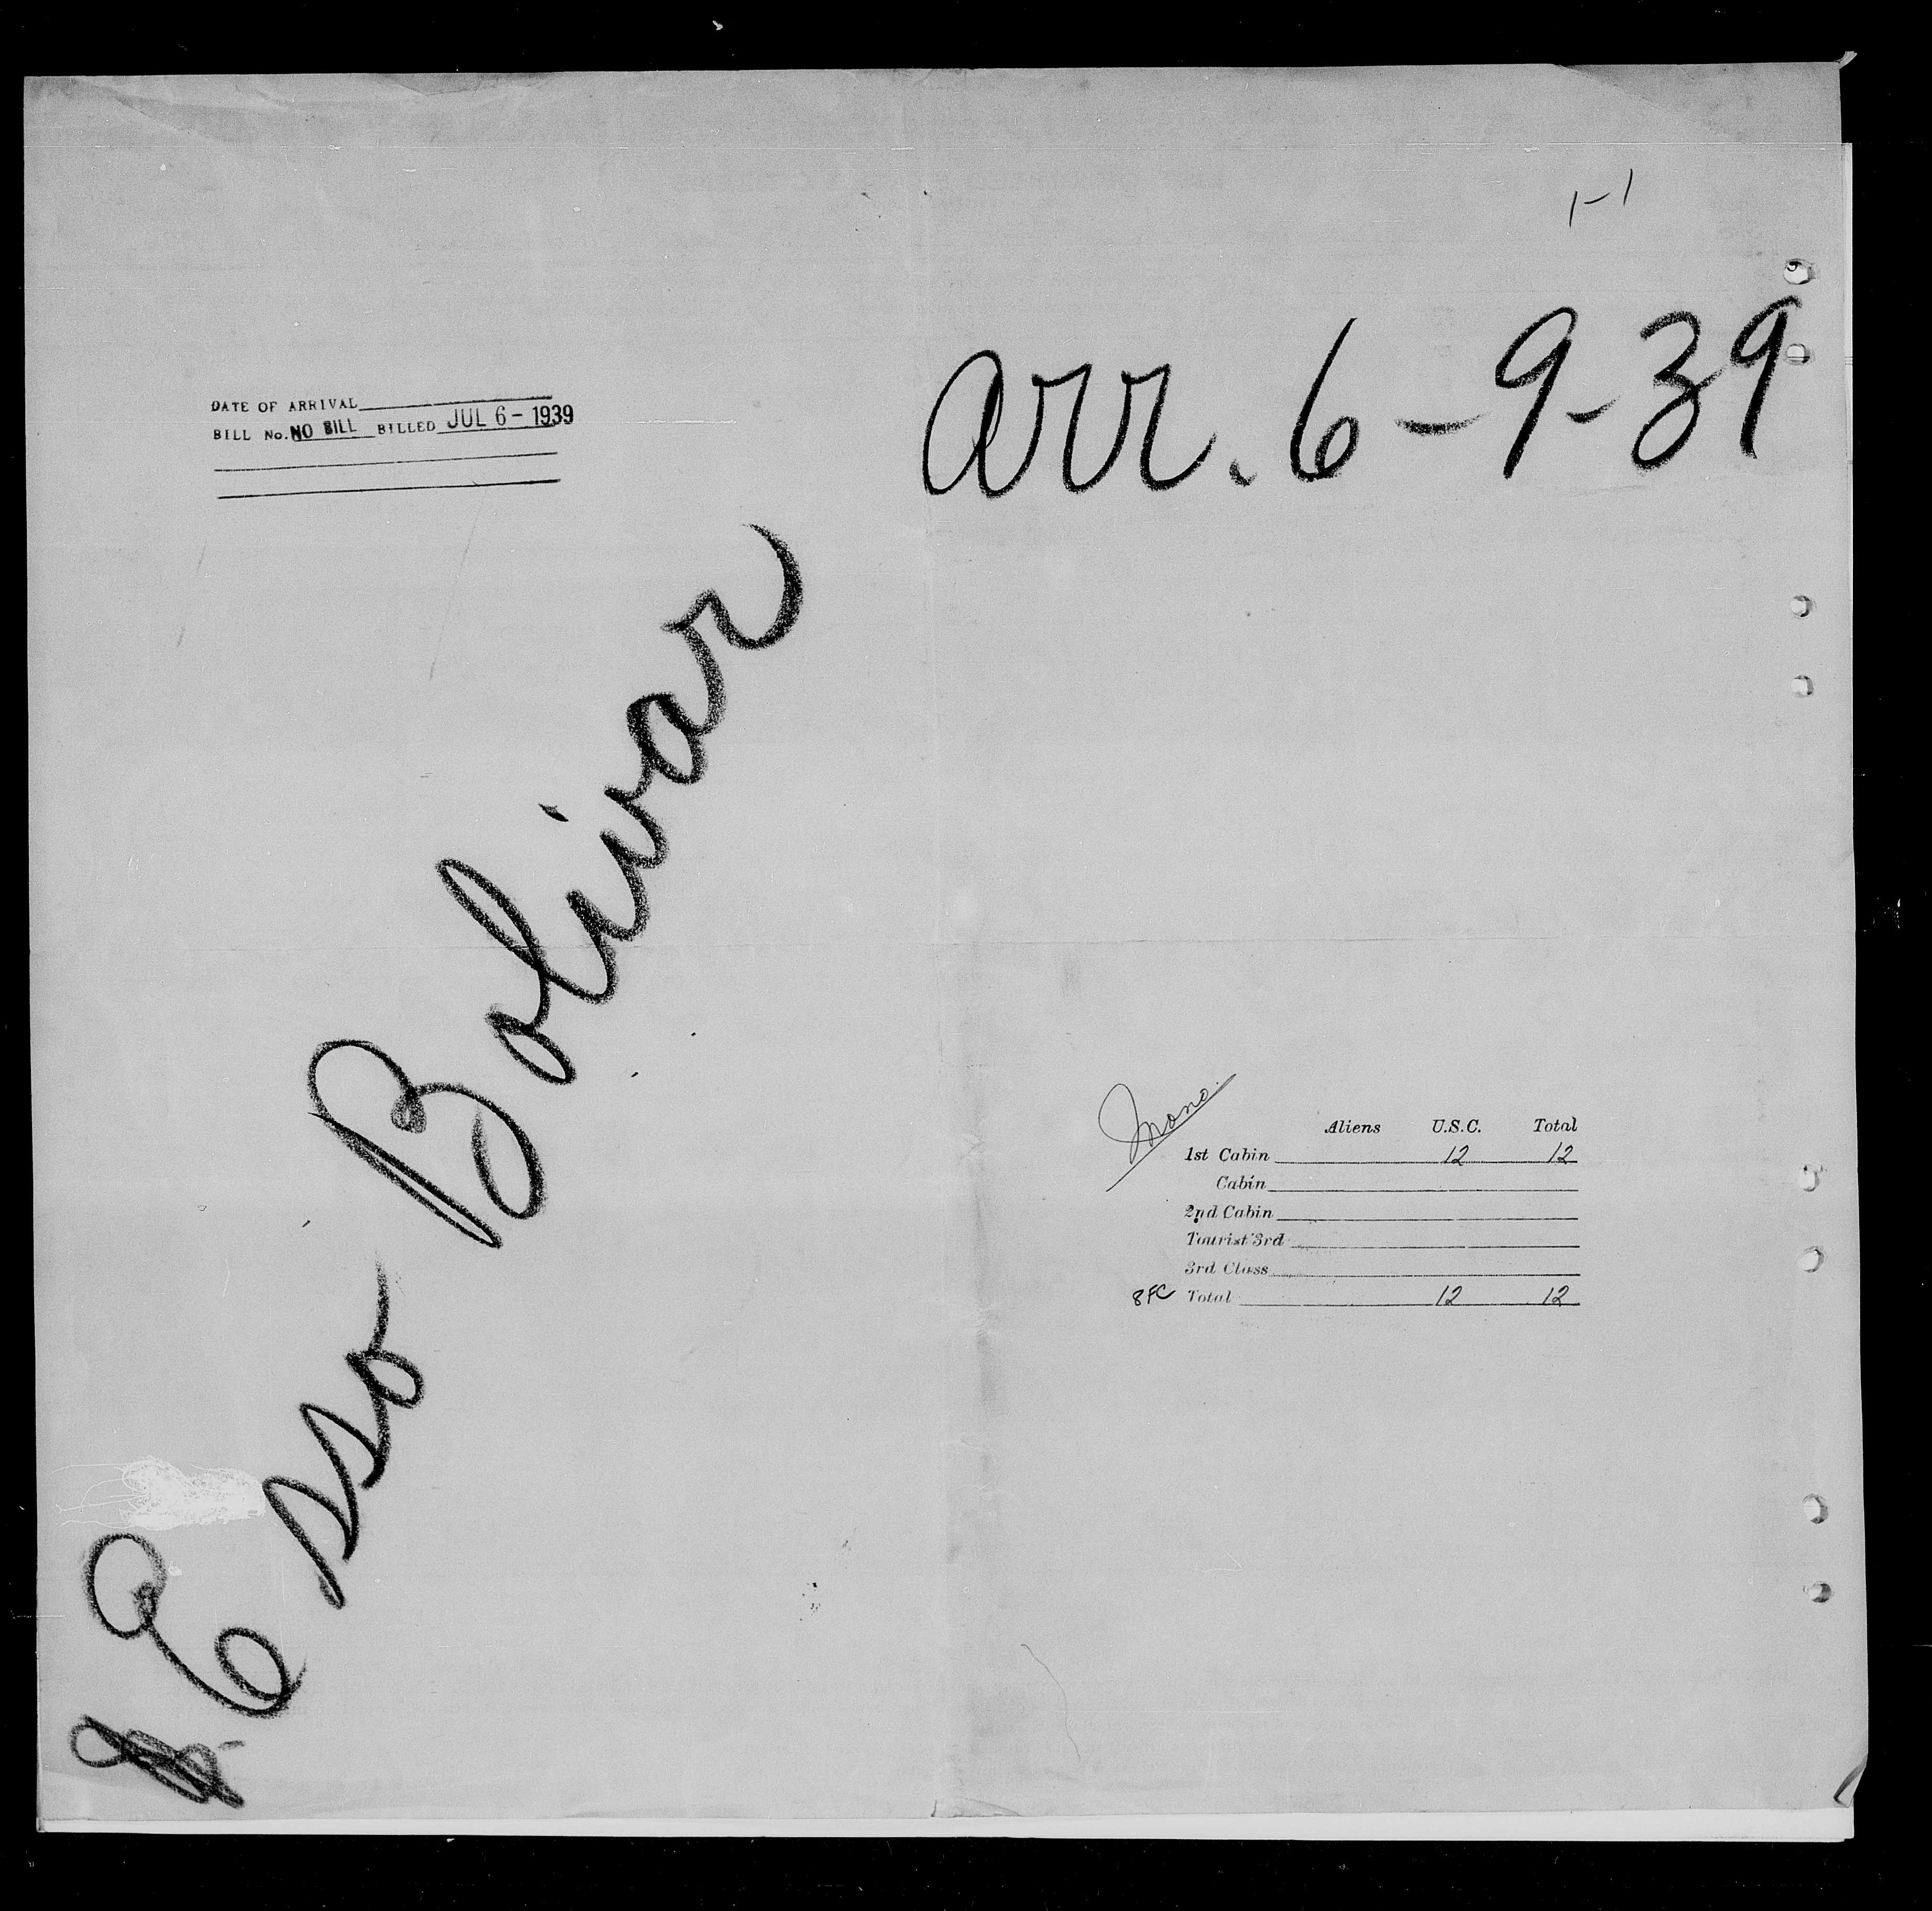 1-1
arr. 6-9-39
DATE OF ARRIVAL
BILL No. NO BILL BILLED JUL 6-1939
Esso Bolivar
Aliens U.S.C. Total
1st Cabin 12 12
Cabin
2nd Cabin
Tourist 3rd
3rd Class
8FC Total 12 12